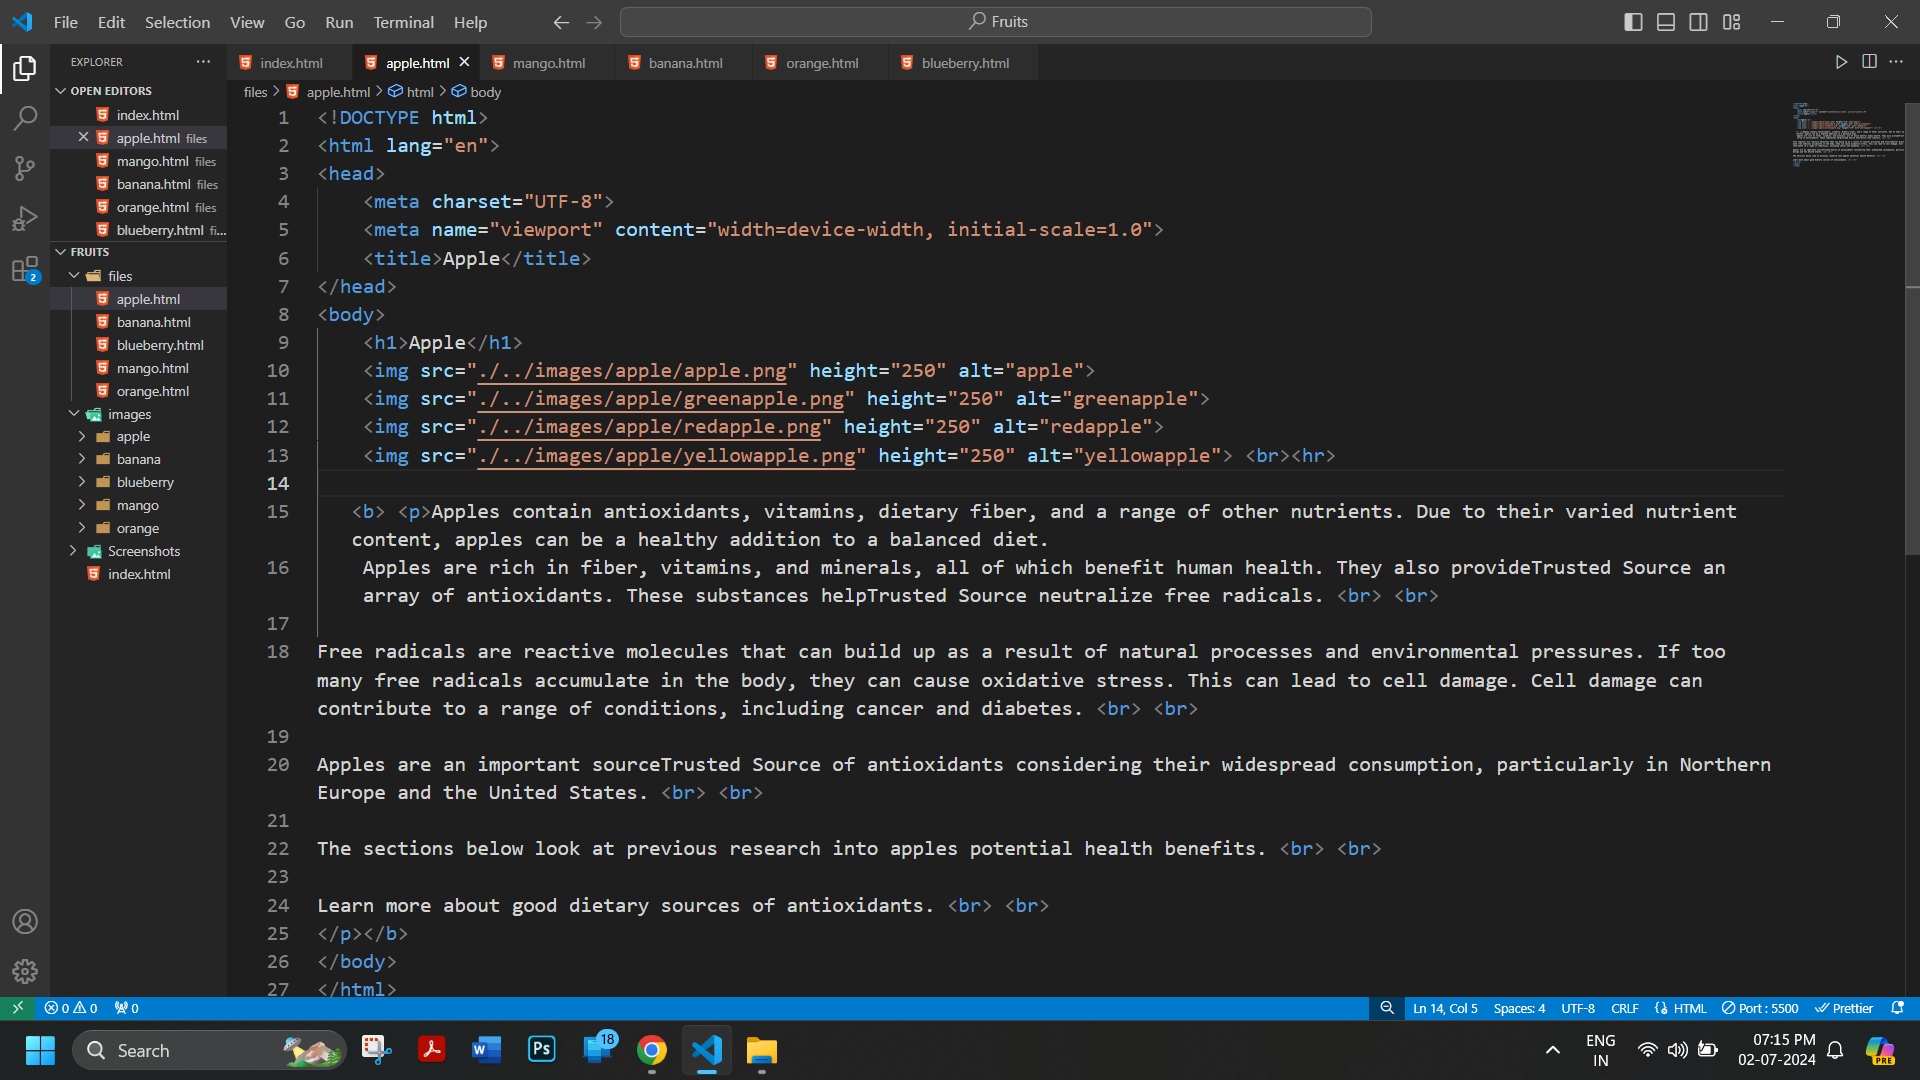 File Edit Selection View Go Run Terminal Help
Fruits
EXPLORER
OPEN EDITORS
index.html
apple.html files
mango.html files
banana.html files
orange.html files
blueberry.html fi...
FRUITS
files
apple.html
banana.html
blueberry.html
mango.html
orange.html
images
apple
banana
blueberry
mango
orange
Screenshots
index.html
2
index.html apple.html mango.html banana.html orange.html blueberry.html
files > apple.html > html > body
1 <!DOCTYPE html>
2 <html lang="en">
3 <head>
4 <meta charset="UTF-8">
5 <meta name="viewport" content="width=device-width, initial-scale=1.0">
6 <title>Apple</title>
7 </head>
8 <body>
9 <h1>Apple</h1>
10 <img src="./../images/apple/apple.png" height="250" alt="apple">
11 <img src="./../images/apple/greenapple.png" height="250" alt="greenapple">
12 <img src="./../images/apple/redapple.png" height="250" alt="redapple">
13 <img src="./../images/apple/yellowapple.png" height="250" alt="yellowapple"> <br><hr>
14
15 <b> <p>Apples contain antioxidants, vitamins, dietary fiber, and a range of other nutrients. Due to their varied nutrient
content, apples can be a healthy addition to a balanced diet.
16 Apples are rich in fiber, vitamins, and minerals, all of which benefit human health. They also provideTrusted Source an
array of antioxidants. These substances helpTrusted Source neutralize free radicals. <br> <br>
17
18 Free radicals are reactive molecules that can build up as a result of natural processes and environmental pressures. If too
many free radicals accumulate in the body, they can cause oxidative stress. This can lead to cell damage. Cell damage can
contribute to a range of conditions, including cancer and diabetes. <br> <br>
19
20 Apples are an important sourceTrusted Source of antioxidants considering their widespread consumption, particularly in Northern
Europe and the United States. <br> <br>
21
22 The sections below look at previous research into apples potential health benefits. <br> <br>
23
24 Learn more about good dietary sources of antioxidants. <br> <br>
25 </p></b>
26 </body>
27 </html>
0 0 0 Ln 14, Col 5 Spaces: 4 UTF-8 CRLF HTML Port : 5500 Prettier
Search
W
Ps
18
ENG
IN
07:15 PM
02-07-2024
PRE